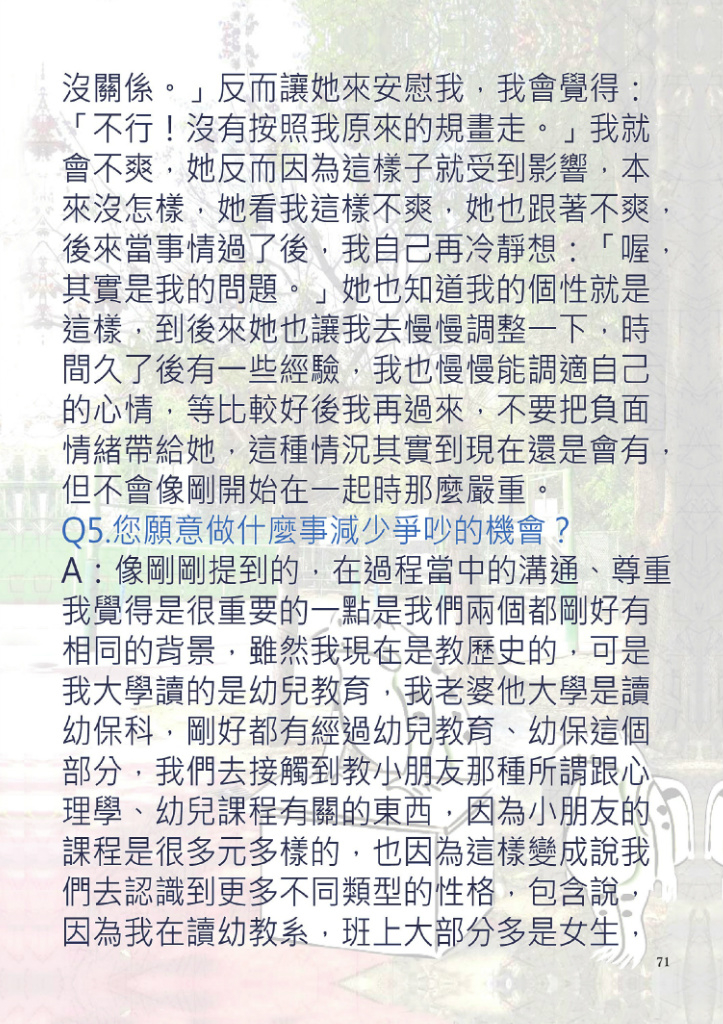 沒關係。」反而讓她來安慰我，我會覺得：
「不行！沒有按照我原來的規畫走。」我就
會不爽，她反而因為這樣子就受到影響，本
來沒怎樣，她看我這樣不爽，她也跟著不爽，
後來當事情過了後，我自己再冷靜想：「喔，
其實是我的問題。」她也知道我的個性就是
這樣，到後來她也讓我去慢慢調整一下，時
間久了後有一些經驗，我也慢慢能調適自己
的心情，等比較好後我再過來，不要把負面
情緒帶給她，這種情況其實到現在還是會有，
但不會像剛開始在一起時那麼嚴重。
Q5.您願意做什麼事減少爭吵的機會？
A：像剛剛提到的，在過程當中的溝通、尊重
我覺得是很重要的一點是我們兩個都剛好有
相同的背景，雖然我現在是教歷史的，可是
我大學讀的是幼兒教育，我老婆他大學是讀
幼保科，剛好都有經過幼兒教育、幼保這個
部分，我們去接觸到教小朋友那種所謂跟心
理學、幼兒課程有關的東西，因為小朋友的
課程是很多元多樣的，也因為這樣變成說我
們去認識到更多不同類型的性格，包含說，
因為我在讀幼教系，班上大部分多是女生，
71